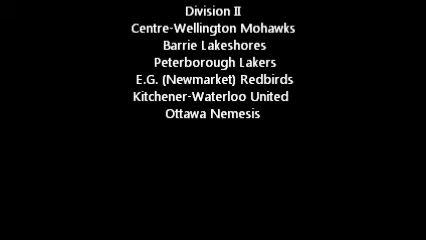 Division II
Centre-Wellington Mohawks
Barrie Lakeshores
Peterborough Lakers
E.G. (Newmarket) Redbirds
Kitchener-Waterloo United
Ottawa Nemesis